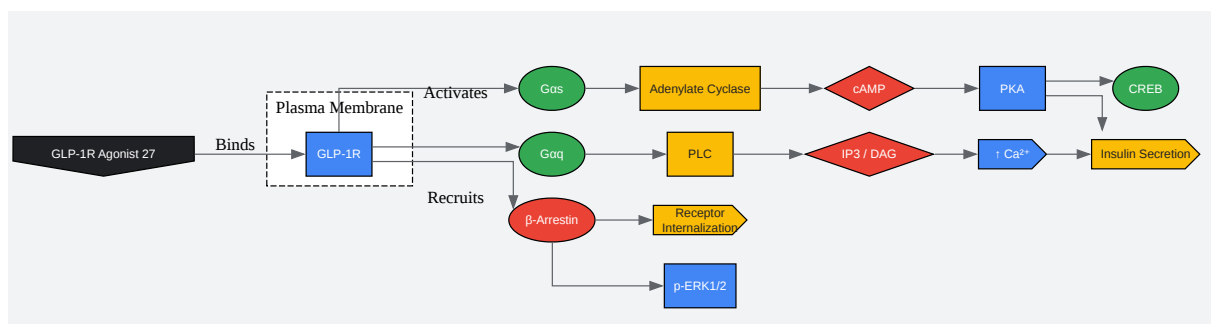 Activates
Gαs
Adenylate Cyclase
cAMP
PKA
CREB
Plasma Membrane
GLP-1R Agonist 27
Binds
GLP-1R
Gαq
PLC
IP3 / DAG
↑ Ca²⁺
Insulin Secretion
Recruits
β-Arrestin
Receptor
Internalization
p-ERK1/2